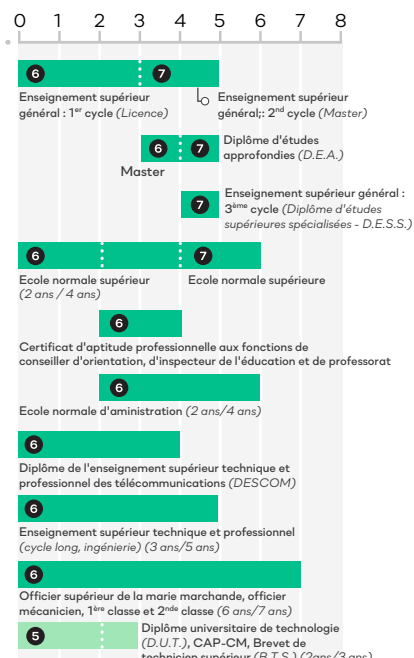 0 1 2 3 4 5 6 7 8
6 7
Enseignement supérieur
général : 1er cycle (Licence)
Enseignement supérieur
général;: 2nd cycle (Master)
6 7
Master
Diplôme d'études
approfondies (D.E.A.)
7
Enseignement supérieur général :
3ème cycle (Diplôme d'études
supérieures spécialisées - D.E.S.S.)
6 7
Ecole normale supérieur
(2 ans / 4 ans)
Ecole normale supérieure
6
Certificat d'aptitude professionnelle aux fonctions de
conseiller d'orientation, d'inspecteur de l'éducation et de professorat
6
Ecole normale d'aministration (2 ans/4 ans)
6
Diplôme de l'enseignement supérieur technique et
professionnel des télécommunications (DESCOM)
6
Enseignement supérieur technique et professionnel
(cycle long, ingénierie) (3 ans/5 ans)
6
Officier supérieur de la marie marchande, officier
mécanicien, 1ère classe et 2nde classe (6 ans/7 ans)
5
Diplôme universitaire de technologie
(D.U.T.), CAP-CM, Brevet de
technicien supérieur (B.T.S.) (2ans/3 ans)